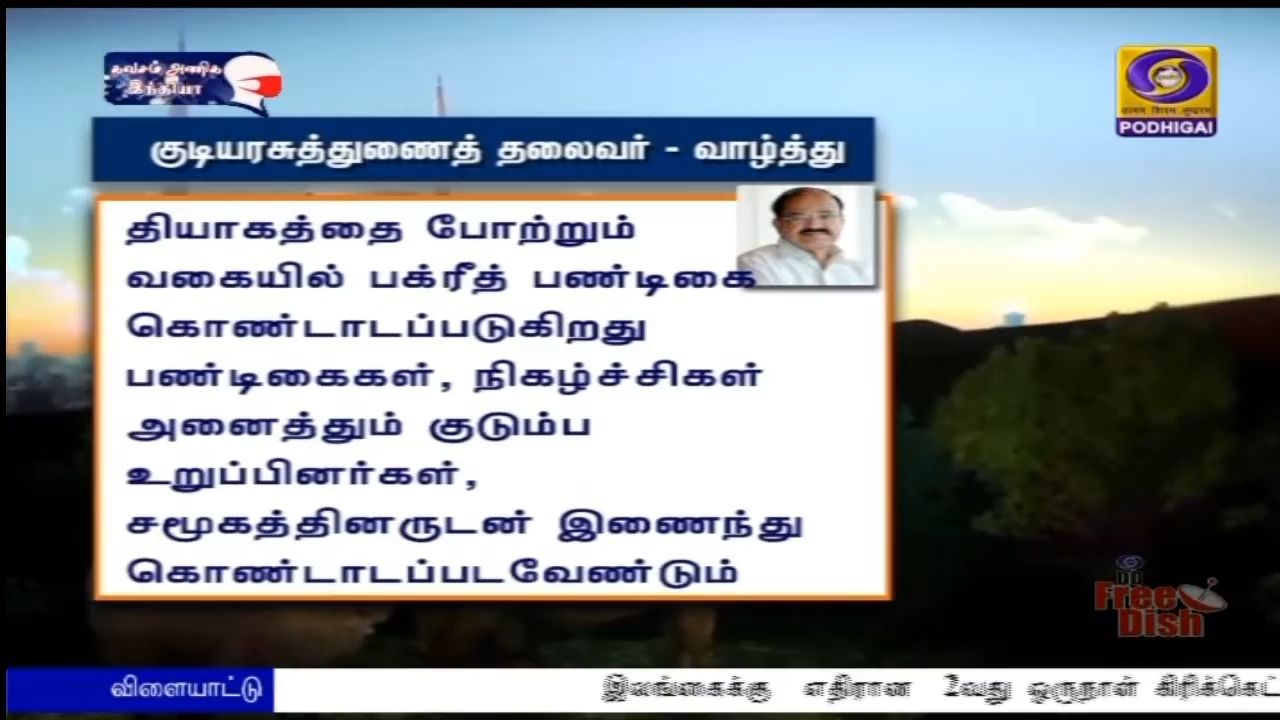 கவசம் அணிக
இந்தியா
PODHIGAI
குடியரசுத்துணைத் தலைவர் - வாழ்த்து
தியாகத்தை போற்றும்
வகையில் பக்ரீத் பண்டிகை
கொண்டாடப்படுகிறது
பண்டிகைகள், நிகழ்ச்சிகள்
அனைத்தும் குடும்ப
உறுப்பினர்கள்,
சமூகத்தினருடன் இணைந்து
கொண்டாடப்படவேண்டும்
DD
Free
Dish
விளையாட்டு
இலங்கைக்கு எதிரான 2வது ஒருநாள் கிரிக்கெட்